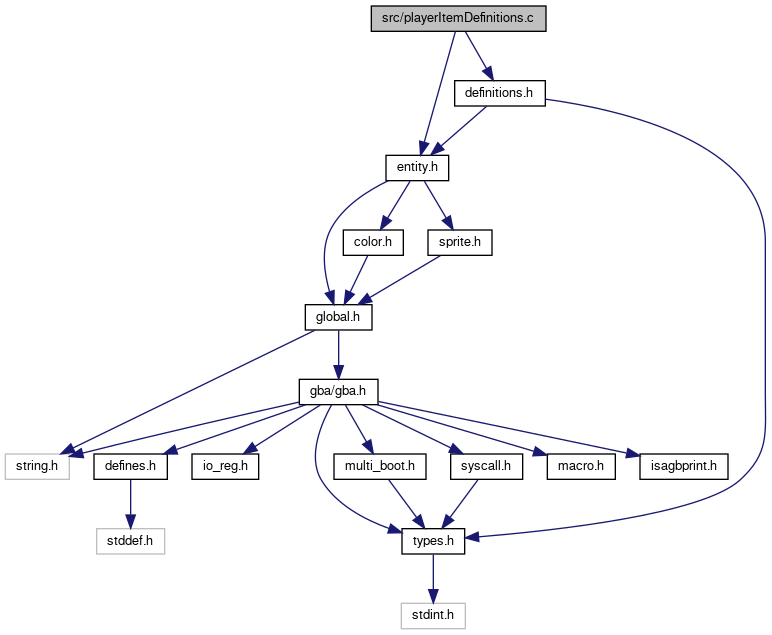 src/playerItemDefinitions.c
definitions.h
entity.h
color.h
sprite.h
global.h
gba/gba.h
string.h
defines.h
io_reg.h
multi_boot.h
syscall.h
macro.h
isagbprint.h
stddef.h
types.h
stdint.h